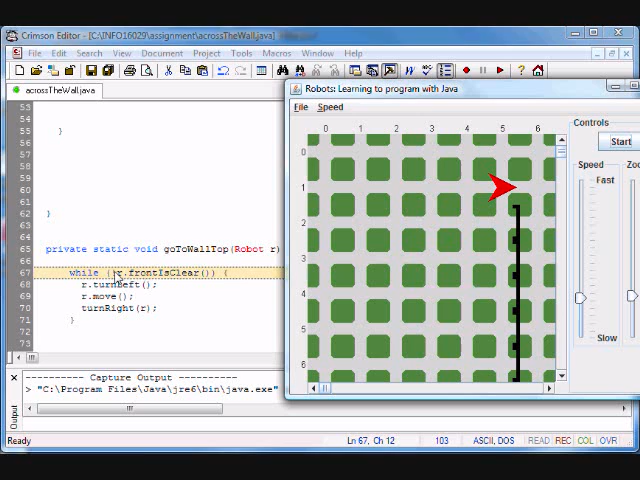 Crimson Editor - [C:\INFO16029\assignment\acrossTheWall.java]
File Edit Search View Document Project Tools Macros Window Help
acrossTheWall.java
53
54
55 }
56
57
58
59
60
61
62 }
63
64
65 private static void goToWallTop(Robot r)
66
67 while (!r.frontIsClear()) {
68 r.turnLeft();
69 r.move();
70 turnRight(r);
71 }
72
73
---------- Capture Output ----------
> "C:\Program Files\Java\jre6\bin\java.exe"
Output
Ready
Ln 67, Ch 12
103
ASCII, DOS
READ REC COL OVR
Robots: Learning to program with Java
File Speed
0 1 2 3 4 5 6
0
1
2
3
4
5
6
Controls
Start
Speed
Fast
Slow